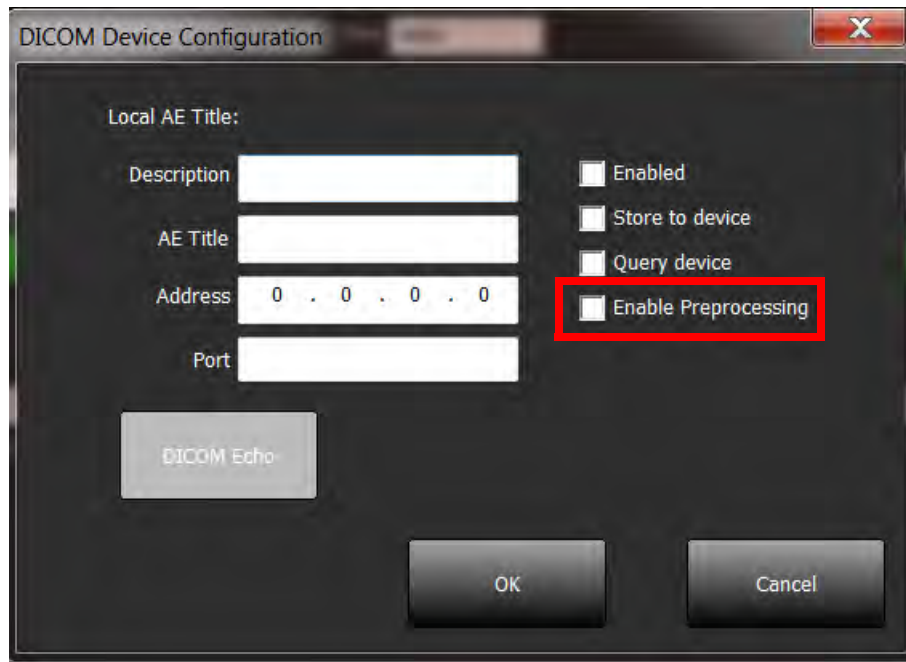 DICOM Device Configuration
Local AE Title:
Description
AE Title
Address 0 . 0 . 0 . 0
Port
Enabled
Store to device
Query device
Enable Preprocessing
DICOM Echo
OK
Cancel